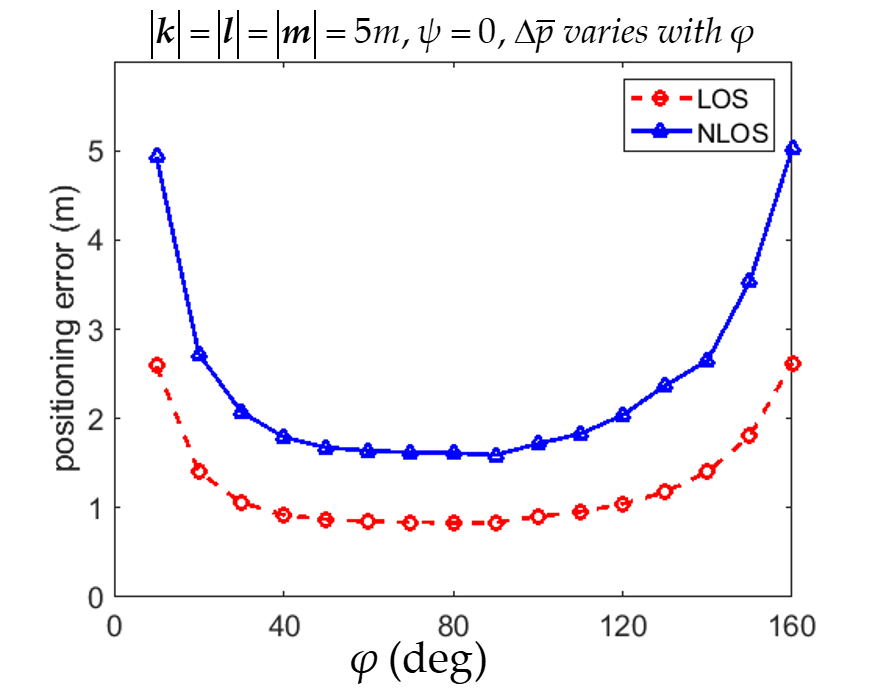 |k| = |l| = |m| = 5m, ψ = 0, Δp̅ varies with φ
LOS
NLOS
positioning error (m)
5
4
3
2
1
0
0 40 80 120 160
φ (deg)